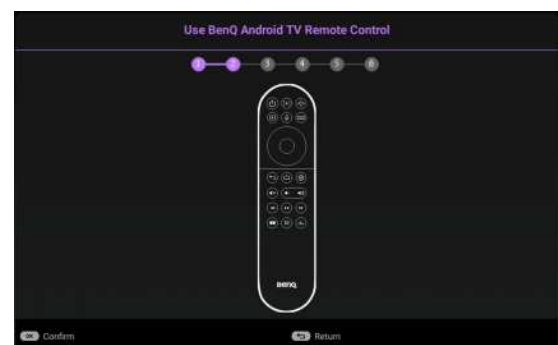 Use BenQ Android TV Remote Control
1 2 3 4 5 6
BenQ
OK Confirm
Return